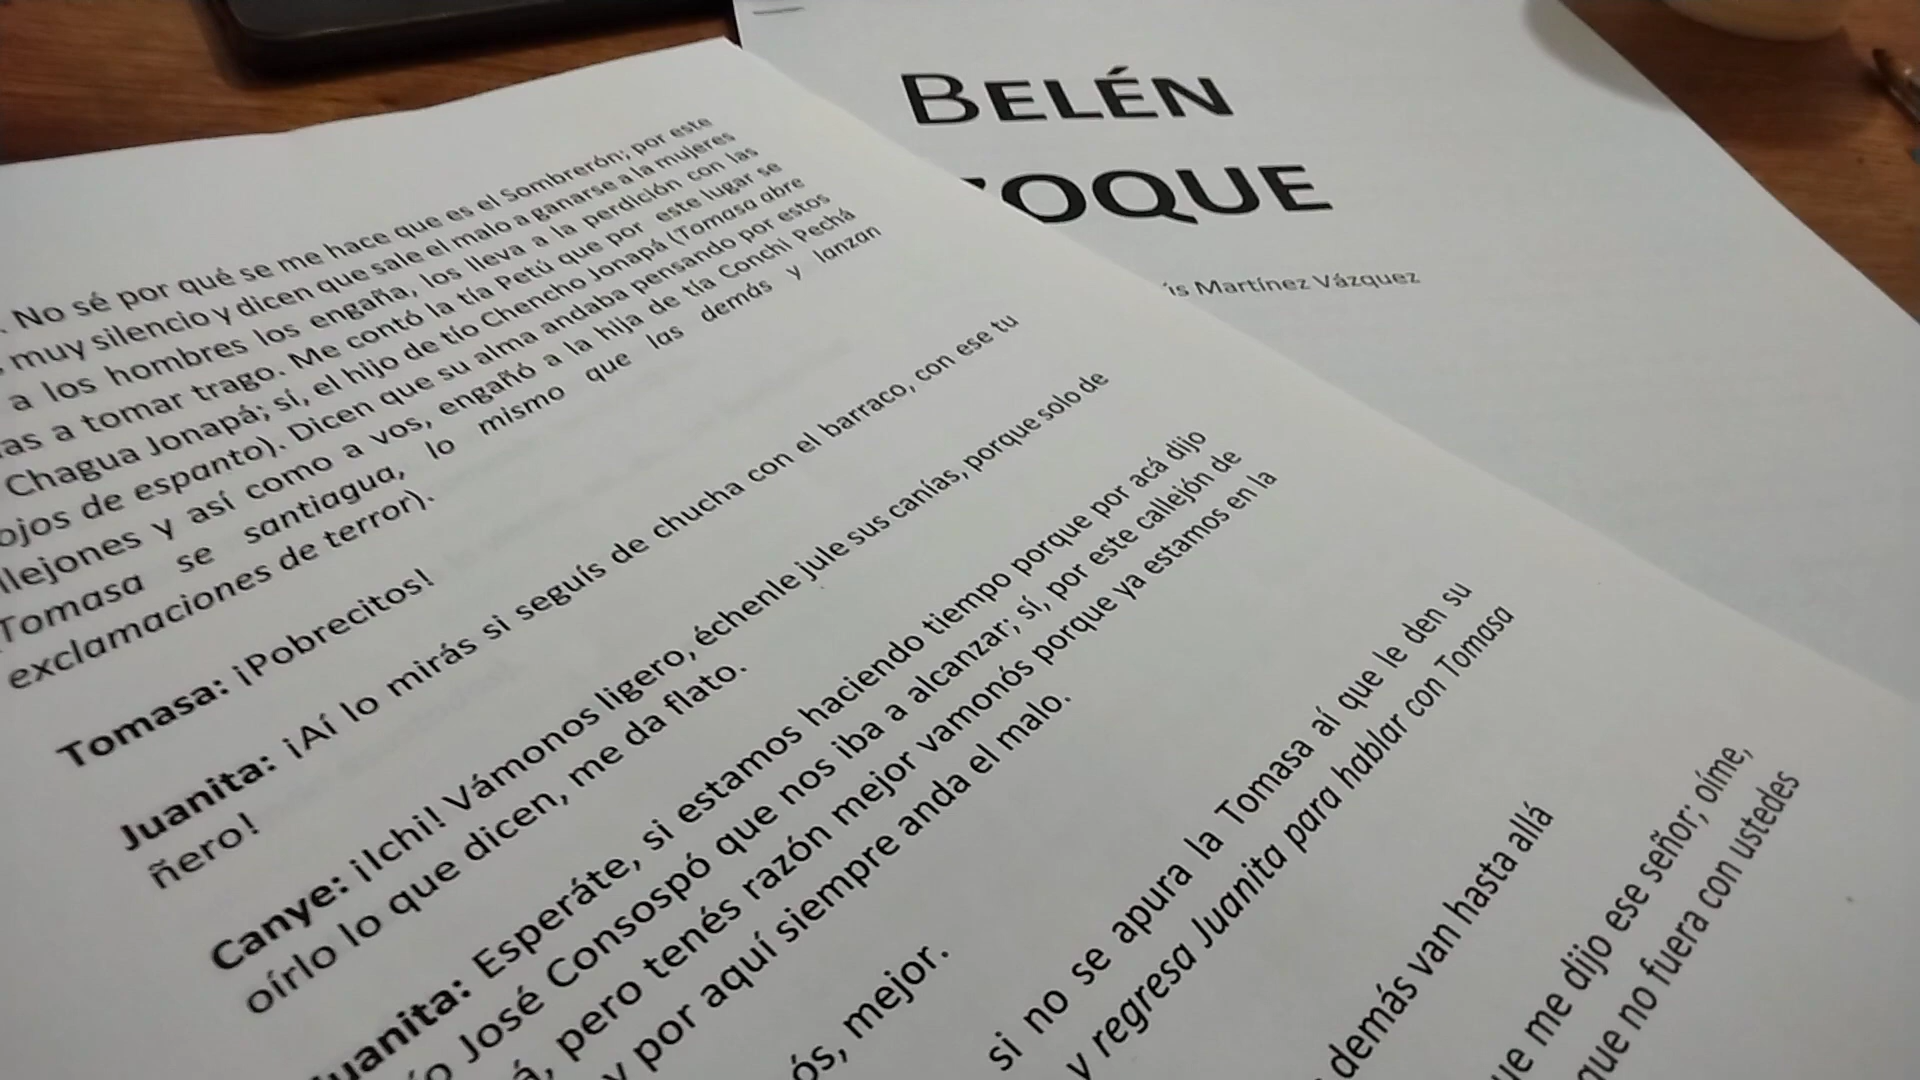 BELÉN
OQUE
Martínez Vázquez
No sé por qué se me hace que es el Sombrerón; por este
muy silencio y dicen que sale el malo a ganarse a la mujeres
a los hombres los engaña, los lleva a la perdición con las
as a tomar trago. Me contó la tía Petú que por este lugar se
Chagua Jonapá; sí, el hijo de tío Chencho Jonapá (Tomasa abre
ojos de espanto). Dicen que su alma andaba pensando por estos
llejones y así como a vos, engañó a la hija de tía Conchi Pechá
Tomasa se santiagua, lo mismo que las demás y lanzan
exclamaciones de terror).
Tomasa: ¡Pobrecitos!
Juanita: ¡Aí lo mirás si seguís de chucha con el barraco, con ese tu
ñero!
Canye: ¡Ichi! Vámonos ligero, échenle jule sus canías, porque solo de
oírlo lo que dicen, me da flato.
Juanita: Esperáte, si estamos haciendo tiempo porque por acá dijo
ío José Consospó que nos iba a alcanzar; sí, por este callejón de
á, pero tenés razón mejor vamonós porque ya estamos en la
y por aquí siempre anda el malo.
ós, mejor.
si no se apura la Tomasa aí que le den su
y regresa Juanita para hablar con Tomasa
demás van hasta allá
ue me dijo ese señor; oíme,
que no fuera con ustedes